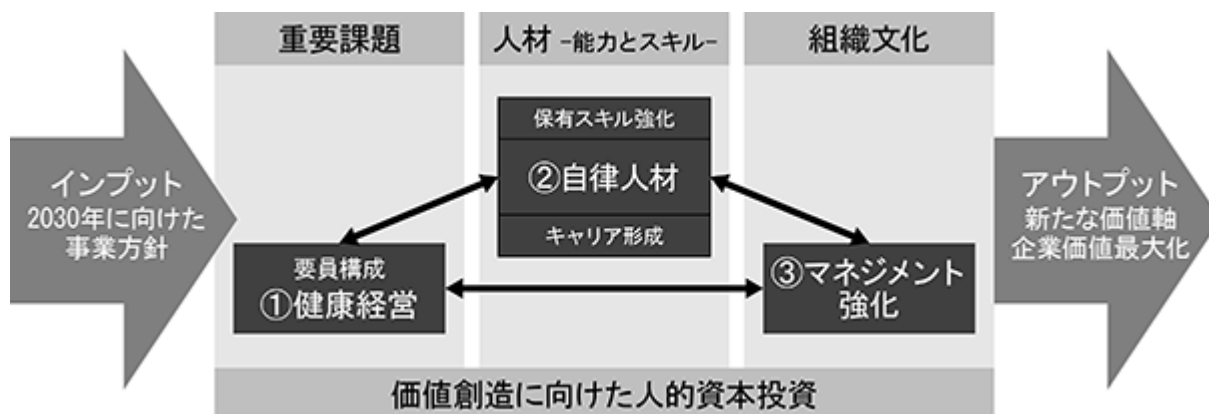 インプット
2030年に向けた
事業方針
重要課題
要員構成
①健康経営
人材 -能力とスキル-
保有スキル強化
②自律人材
キャリア形成
組織文化
③マネジメント
強化
価値創造に向けた人的資本投資
アウトプット
新たな価値軸
企業価値最大化